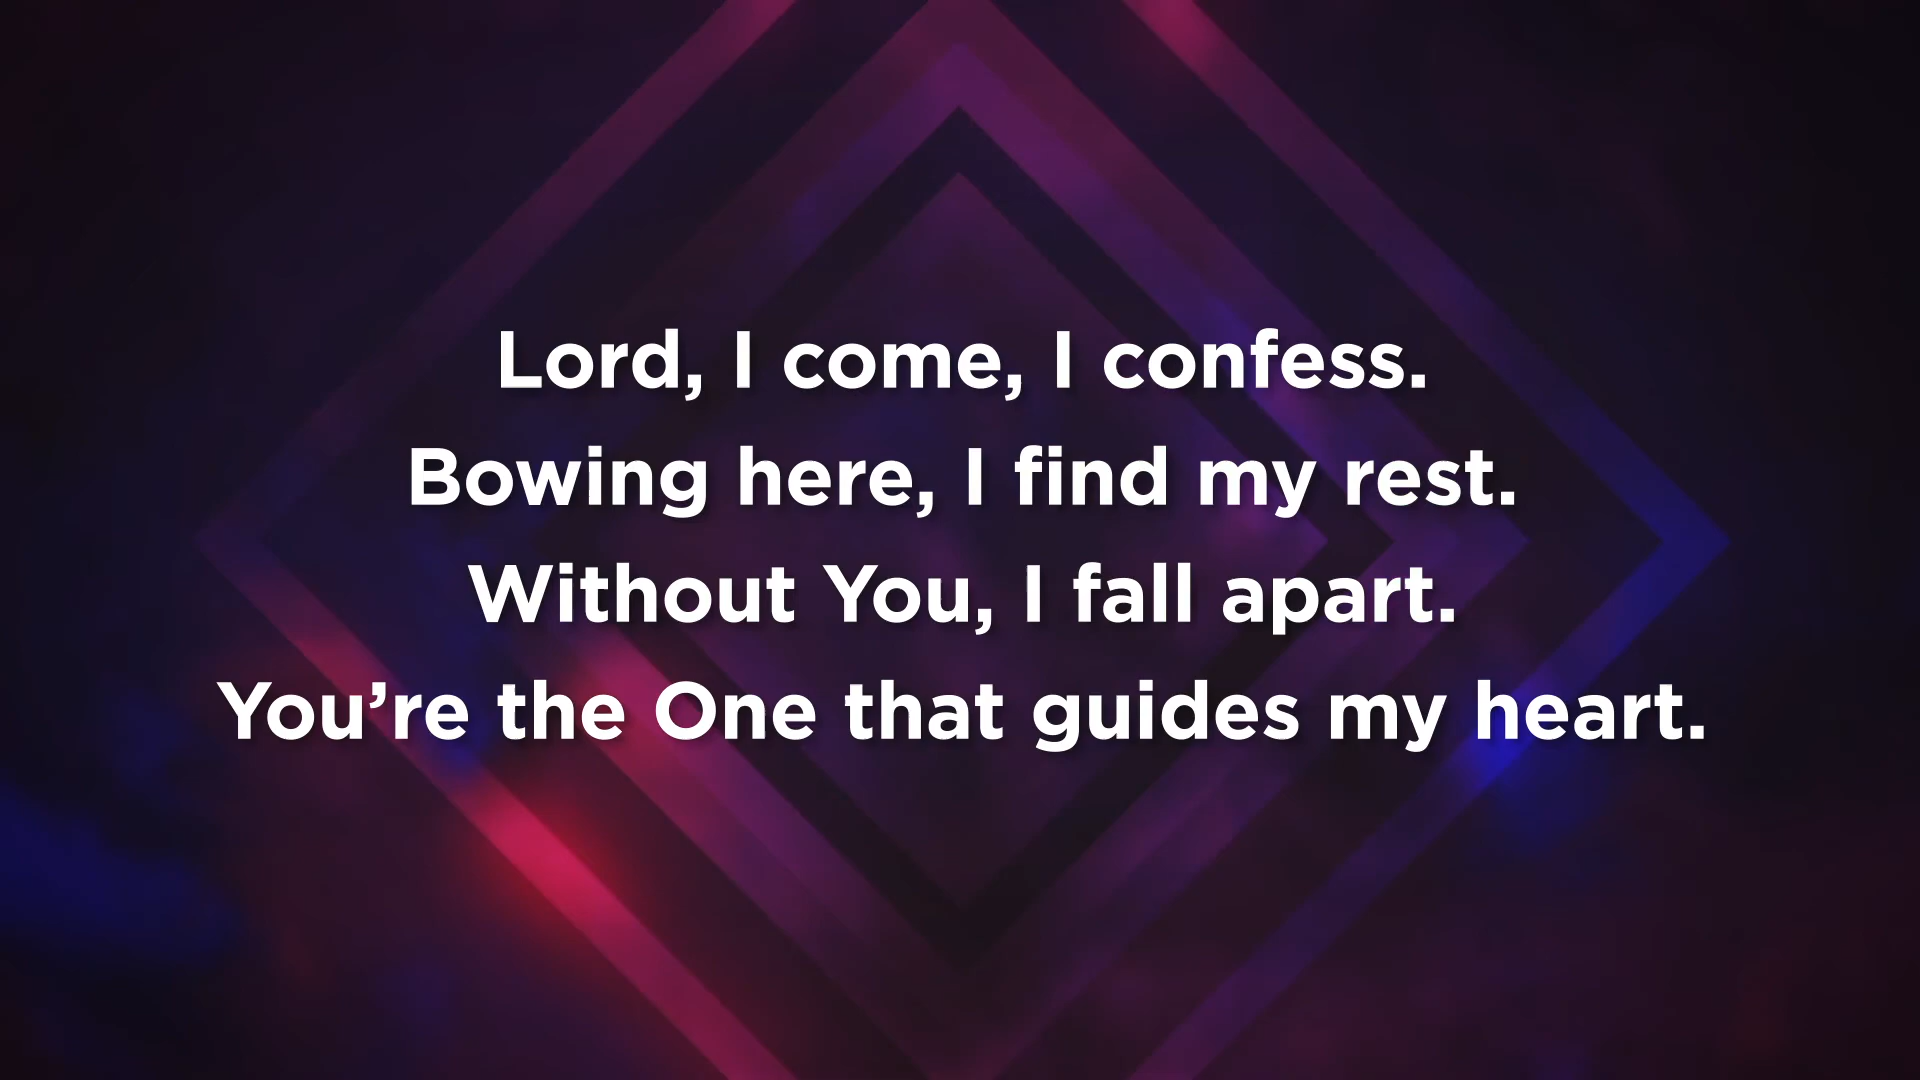 Lord, I come, I confess.
Bowing here, I find my rest.
Without You, I fall apart.
You’re the One that guides my heart.